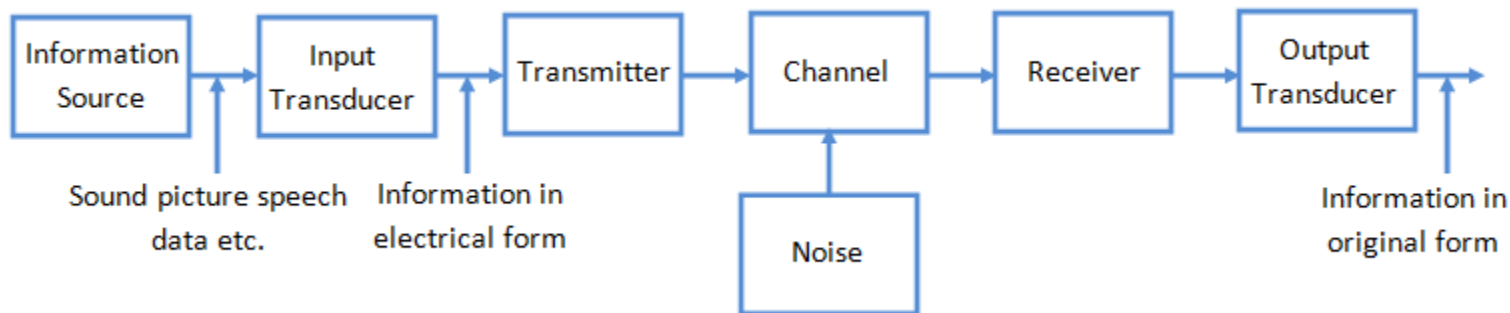 Information
Source
Input
Transducer
Transmitter
Channel
Receiver
Output
Transducer
Sound picture speech
data etc.
Information in
electrical form
Noise
Information in
original form